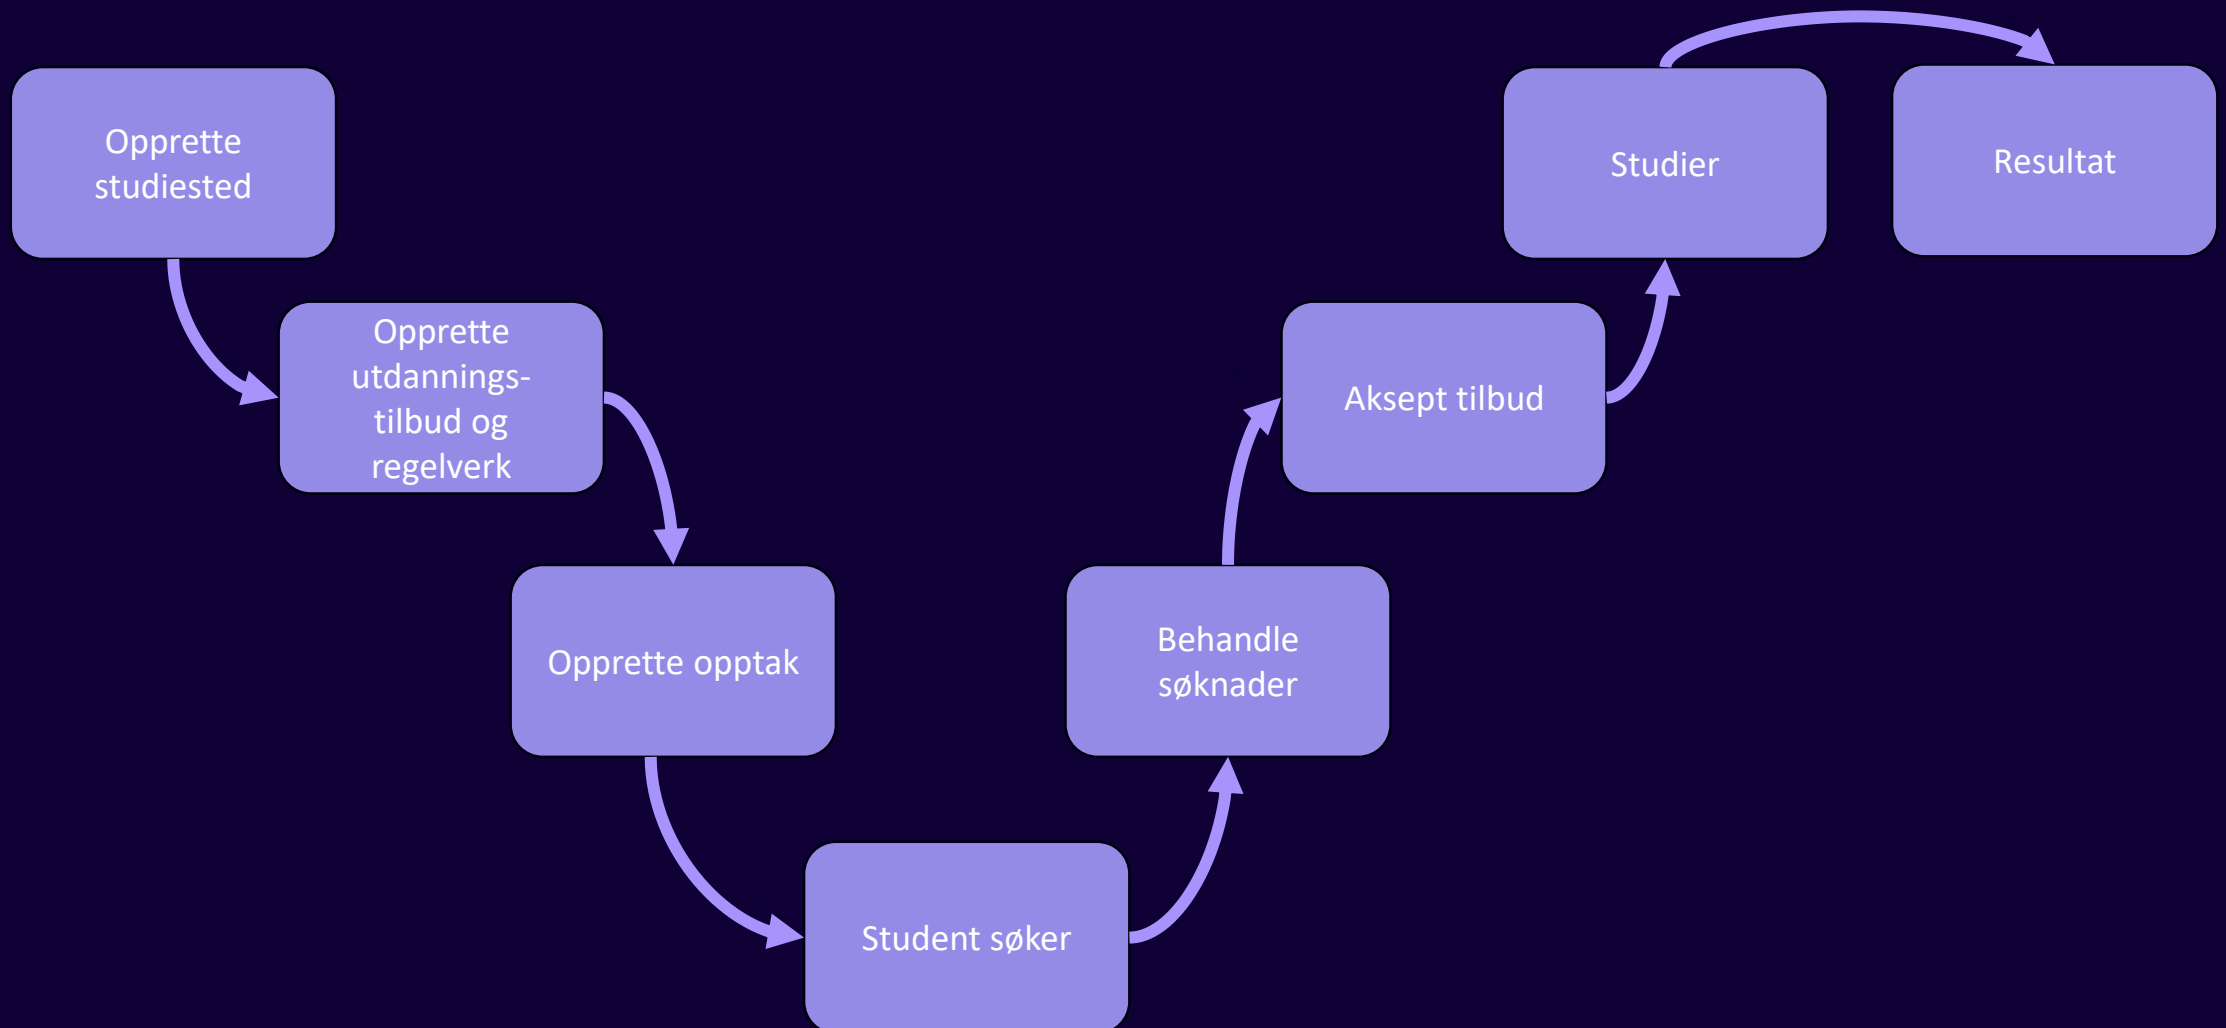 Opprette
studiested
Opprette
utdannings-
tilbud og
regelverk
Opprette opptak
Student søker
Behandle
søknader
Aksept tilbud
Studier
Resultat